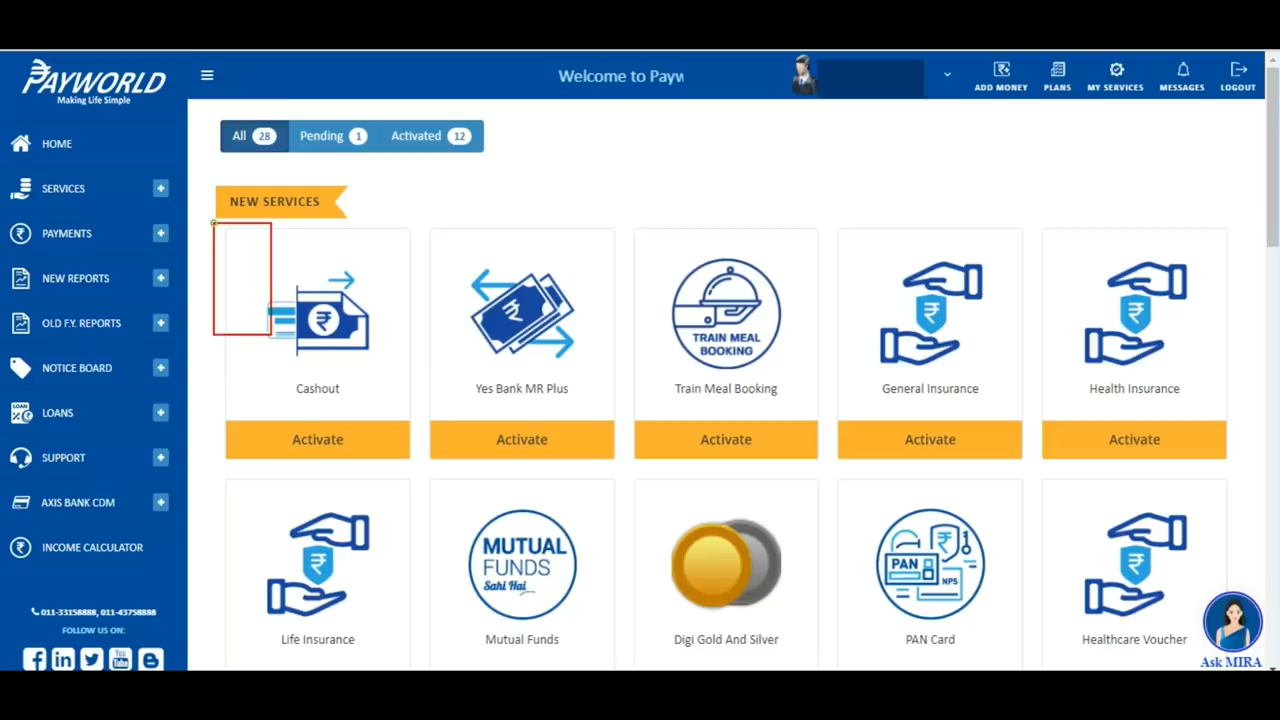 PAYWORLD
Making Life Simple
Welcome to Payw
ADD MONEY
PLANS
MY SERVICES
MESSAGES
LOGOUT
HOME
SERVICES
PAYMENTS
NEW REPORTS
OLD F.Y. REPORTS
NOTICE BOARD
LOANS
SUPPORT
AXIS BANK CDM
INCOME CALCULATOR
011-33158888, 011-43758888
FOLLOW US ON:
All 28
Pending 1
Activated 12
NEW SERVICES
TRAIN MEAL
BOOKING
Cashout
Yes Bank MR Plus
Train Meal Booking
General Insurance
Health Insurance
Activate
Activate
Activate
Activate
Activate
MUTUAL
FUNDS
Sahi Hai
PAN
NPS
Life Insurance
Mutual Funds
Digi Gold And Silver
PAN Card
Healthcare Voucher
Ask MIRA